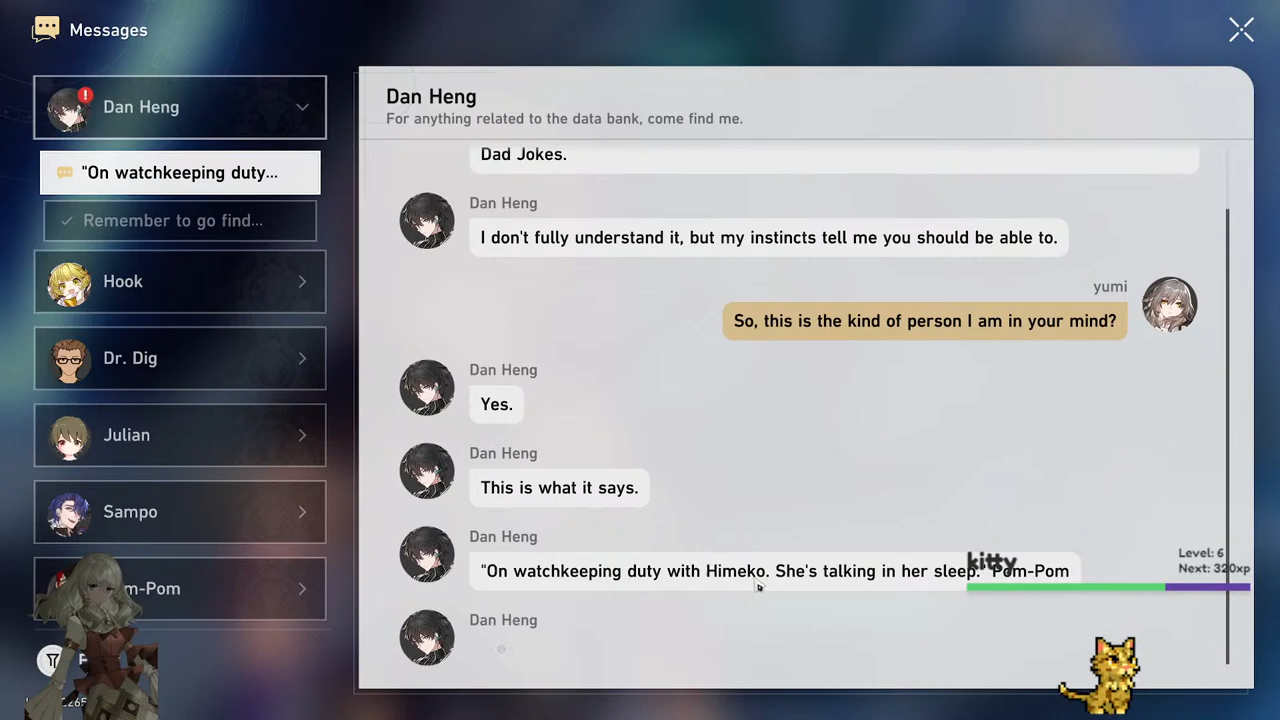 Messages
Dan Heng
"On watchkeeping duty...
Remember to go find...
Hook
Dr. Dig
Julian
Sampo
m-Pom
Dan Heng
For anything related to the data bank, come find me.
Dad Jokes.
Dan Heng
I don't fully understand it, but my instincts tell me you should be able to.
yumi
So, this is the kind of person I am in your mind?
Dan Heng
Yes.
Dan Heng
This is what it says.
Dan Heng
"On watchkeeping duty with Himeko. She's talking in her sleep." Pom-Pom
Dan Heng
kitty
Level: 6
Next: 320xp